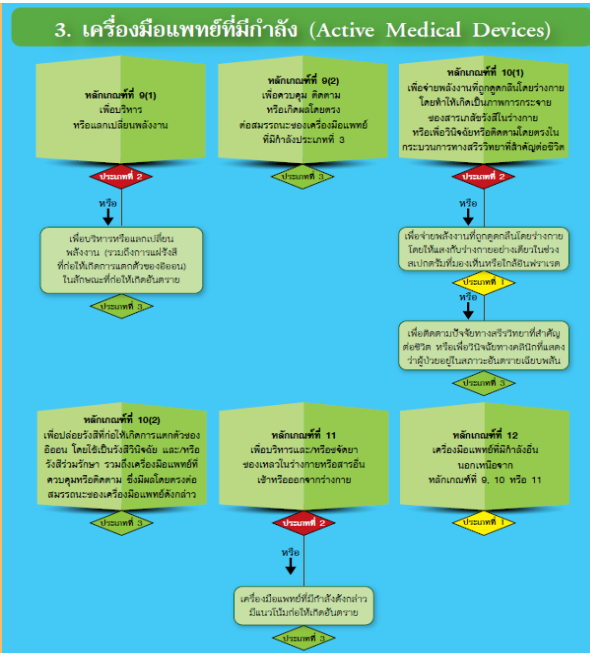 3. เครื่องมือแพทย์ที่มีกำลัง (Active Medical Devices)
หลักเกณฑ์ที่ 9(1)
เพื่อบริหาร
หรือแลกเปลี่ยนพลังงาน
ประเภทที่ 2
หรือ
เพื่อบริหารหรือแลกเปลี่ยน
พลังงาน (รวมถึงการแผ่รังสี
ที่ก่อให้เกิดการแตกตัวของอิออน)
ในลักษณะที่ก่อให้เกิดอันตราย
ประเภทที่ 3
หลักเกณฑ์ที่ 9(2)
เพื่อควบคุม ติดตาม
หรือเกิดผลโดยตรง
ต่อสมรรถนะของเครื่องมือแพทย์
ที่มีกำลังประเภทที่ 3
ประเภทที่ 3
หลักเกณฑ์ที่ 10(1)
เพื่อจ่ายพลังงานที่ถูกดูดกลืนโดยร่างกาย
โดยทำให้เกิดเป็นภาพการกระจาย
ของสารเภสัชรังสีในร่างกาย
หรือเพื่อวินิจฉัยหรือติดตามโดยตรงใน
กระบวนการทางสรีรวิทยาที่สำคัญต่อชีวิต
ประเภทที่ 2
หรือ
เพื่อจ่ายพลังงานที่ถูกดูดกลืนโดยร่างกาย
โดยให้แสงกับร่างกายอย่างเดียวในช่วง
สเปกตรัมที่มองเห็นหรือใกล้อินฟราเรด
ประเภทที่ 1
หรือ
เพื่อติดตามปัจจัยทางสรีรวิทยาที่สำคัญ
ต่อชีวิต หรือเพื่อวินิจฉัยทางคลินิกที่แสดง
ว่าผู้ป่วยอยู่ในสภาวะอันตรายเฉียบพลัน
ประเภทที่ 3
หลักเกณฑ์ที่ 10(2)
เพื่อปล่อยรังสีที่ก่อให้เกิดการแตกตัวของ
อิออน โดยใช้เป็นรังสีวินิจฉัย และ/หรือ
รังสีร่วมรักษา รวมถึงเครื่องมือแพทย์ที่
ควบคุมหรือติดตาม ซึ่งมีผลโดยตรงต่อ
สมรรถนะของเครื่องมือแพทย์ดังกล่าว
ประเภทที่ 3
หลักเกณฑ์ที่ 11
เพื่อบริหารและ/หรือขจัดยา
ของเหลวในร่างกายหรือสารอื่น
เข้าหรือออกจากร่างกาย
ประเภทที่ 2
หรือ
เครื่องมือแพทย์ที่มีกำลังดังกล่าว
มีแนวโน้มก่อให้เกิดอันตราย
ประเภทที่ 3
หลักเกณฑ์ที่ 12
เครื่องมือแพทย์ที่มีกำลังอื่น
นอกเหนือจาก
หลักเกณฑ์ที่ 9, 10 หรือ 11
ประเภทที่ 1